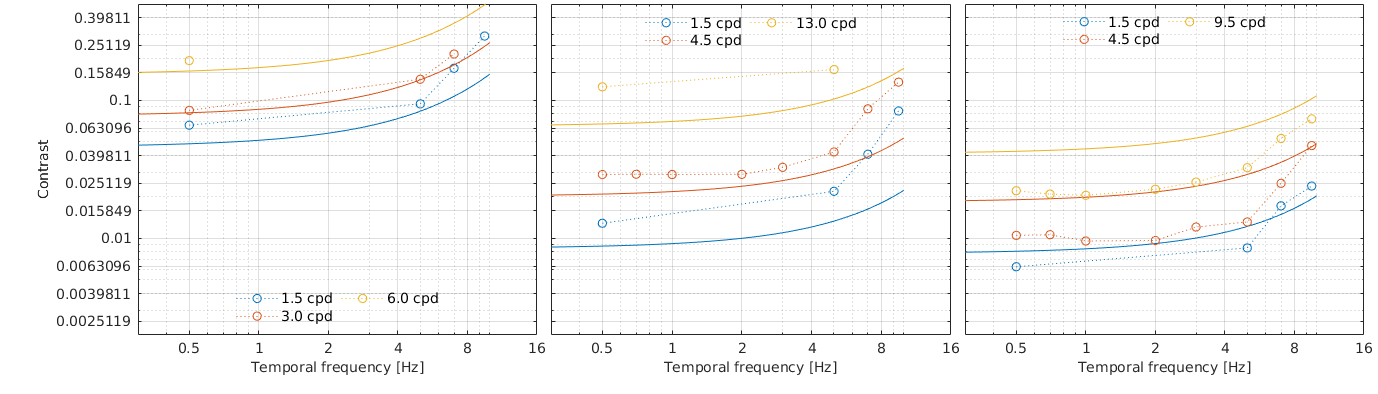 1.5 cpd 13.0 cpd
4.5 cpd
1.5 cpd 9.5 cpd
4.5 cpd
0.39811
0.25119
0.15849
0.1
0.063096
0.039811
0.025119
0.015849
0.01
0.0063096
0.0039811
0.0025119
Contrast
1.5 cpd 6.0 cpd
3.0 cpd
0.5 1 2 4 8 16
0.5 1 2 4 8 16
0.5 1 2 4 8 16
Temporal frequency [Hz]
Temporal frequency [Hz]
Temporal frequency [Hz]